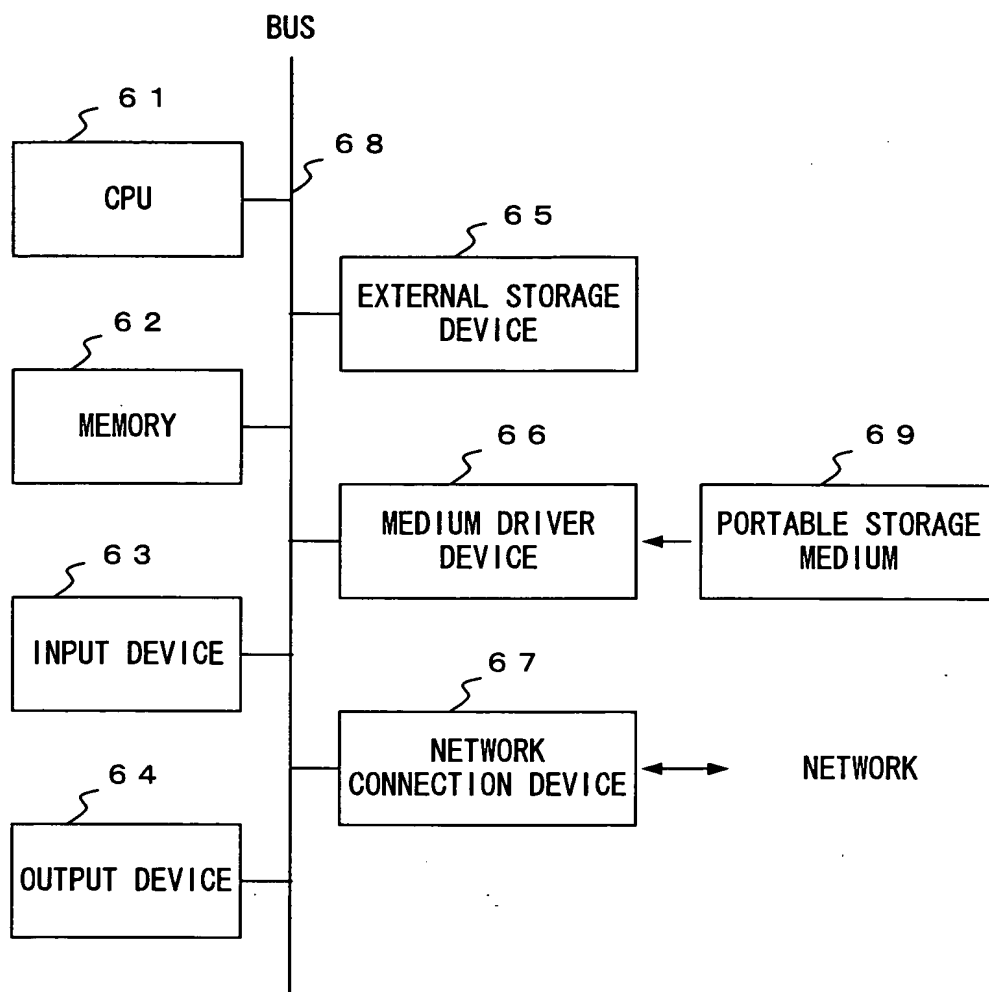 BUS
61
CPU
68
65
EXTERNAL STORAGE
DEVICE
62
MEMORY
66
MEDIUM DRIVER
DEVICE
69
PORTABLE STORAGE
MEDIUM
63
INPUT DEVICE
67
NETWORK
CONNECTION DEVICE
NETWORK
64
OUTPUT DEVICE